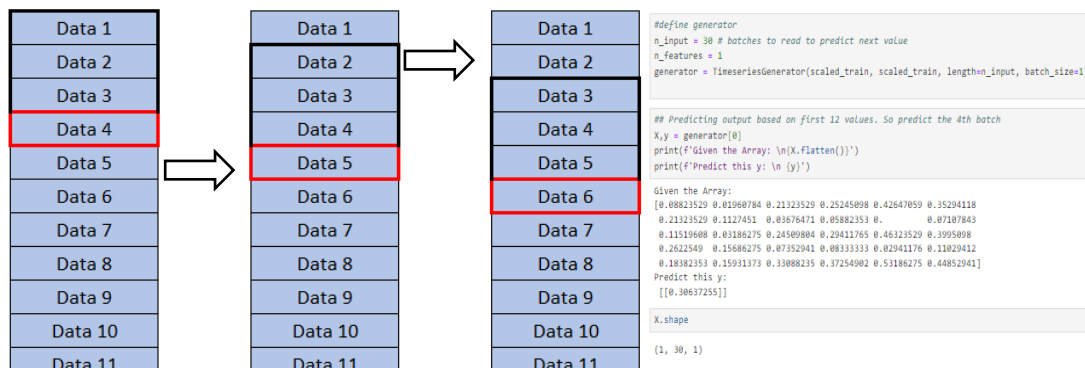 Data 1
Data 2
Data 3
Data 4
Data 5
Data 6
Data 7
Data 8
Data 9
Data 10
Data 11
Data 1
Data 2
Data 3
Data 4
Data 5
Data 6
Data 7
Data 8
Data 9
Data 10
Data 11
Data 1
Data 2
Data 3
Data 4
Data 5
Data 6
Data 7
Data 8
Data 9
Data 10
Data 11
#define generator
n_input = 30 # batches to read to predict next value
n_features = 1
generator = TimeseriesGenerator(scaled_train, scaled_train, length=n_input, batch_size=1)
## Predicting output based on first 12 values. So predict the 4th batch
X,y = generator[0]
print(f'Given the Array: \n{X.flatten()}')
print(f'Predict this y: \n {y}')
Given the Array:
[0.08823529 0.01960784 0.21323529 0.25245098 0.42647059 0.35294118
0.21323529 0.1127451 0.03676471 0.05882353 0. 0.07107843
0.11519608 0.03186275 0.24509804 0.29411765 0.46323529 0.3995098
0.2622549 0.15686275 0.07352941 0.08333333 0.02941176 0.11029412
0.18382353 0.15931373 0.33088235 0.37254902 0.53186275 0.44852941]
Predict this y:
[[0.30637255]]
X.shape
(1, 30, 1)